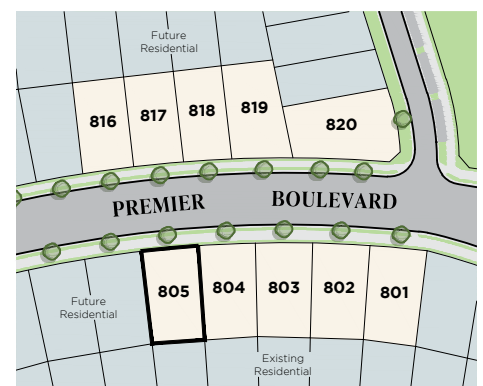 Future
Residential
816
817
818
819
820
PREMIER BOULEVARD
805
804
803
802
801
Future
Residential
Existing
Residential